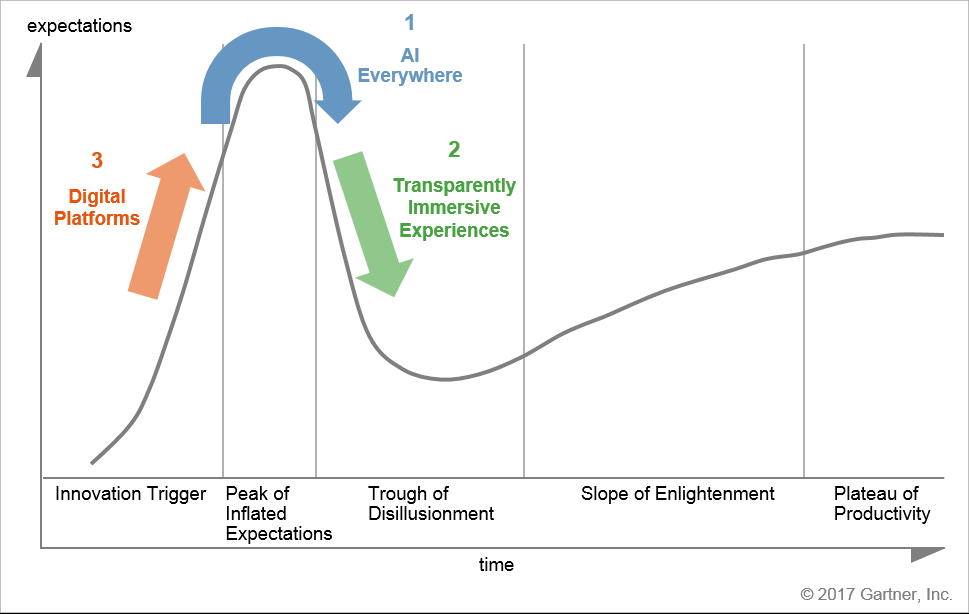 expectations
1
AI
Everywhere
2
Transparently
Immersive
Experiences
3
Digital
Platforms
Innovation Trigger
Peak of
Inflated
Expectations
Trough of
Disillusionment
Slope of Enlightenment
Plateau of
Productivity
time
© 2017 Gartner, Inc.